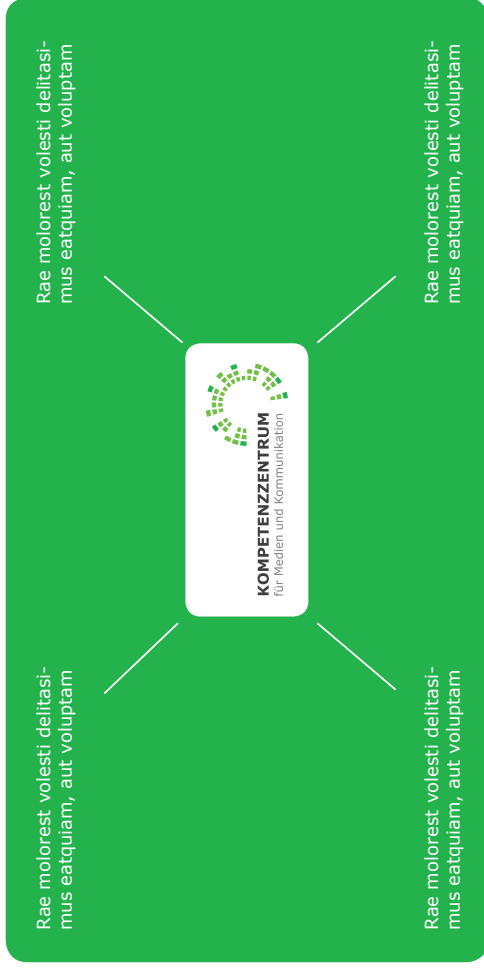 Rae molorest volesti delitasi-
mus eatquiam, aut voluptam
Rae molorest volesti delitasi-
mus eatquiam, aut voluptam
KOMPETENZZENTRUM
für Medien und Kommunikation
Rae molorest volesti delitasi-
mus eatquiam, aut voluptam
Rae molorest volesti delitasi-
mus eatquiam, aut voluptam